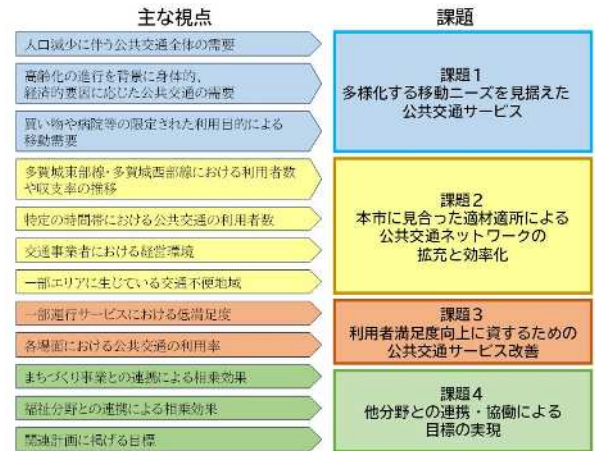 主な視点
課題
人口減少に伴う公共交通全体の需要
高齢化の進行を背景に身体的、
経済的要因に応じた公共交通の需要
買い物や病院等の限定された利用目的による
移動需要
多賀城東部線・多賀城西部線における利用者数
や収支率の推移
特定の時間帯における公共交通の利用者数
交通事業者における経営環境
一部エリアに生じている交通不便地域
一部運行サービスにおける低満足度
各場面における公共交通の利用率
まちづくり事業との連携による相乗効果
福祉分野との連携による相乗効果
関連計画に掲げる目標
課題1
多様化する移動ニーズを見据えた
公共交通サービス
課題2
本市に見合った適材適所による
公共交通ネットワークの
拡充と効率化
課題3
利用者満足度向上に資するための
公共交通サービス改善
課題4
他分野との連携・協働による
目標の実現